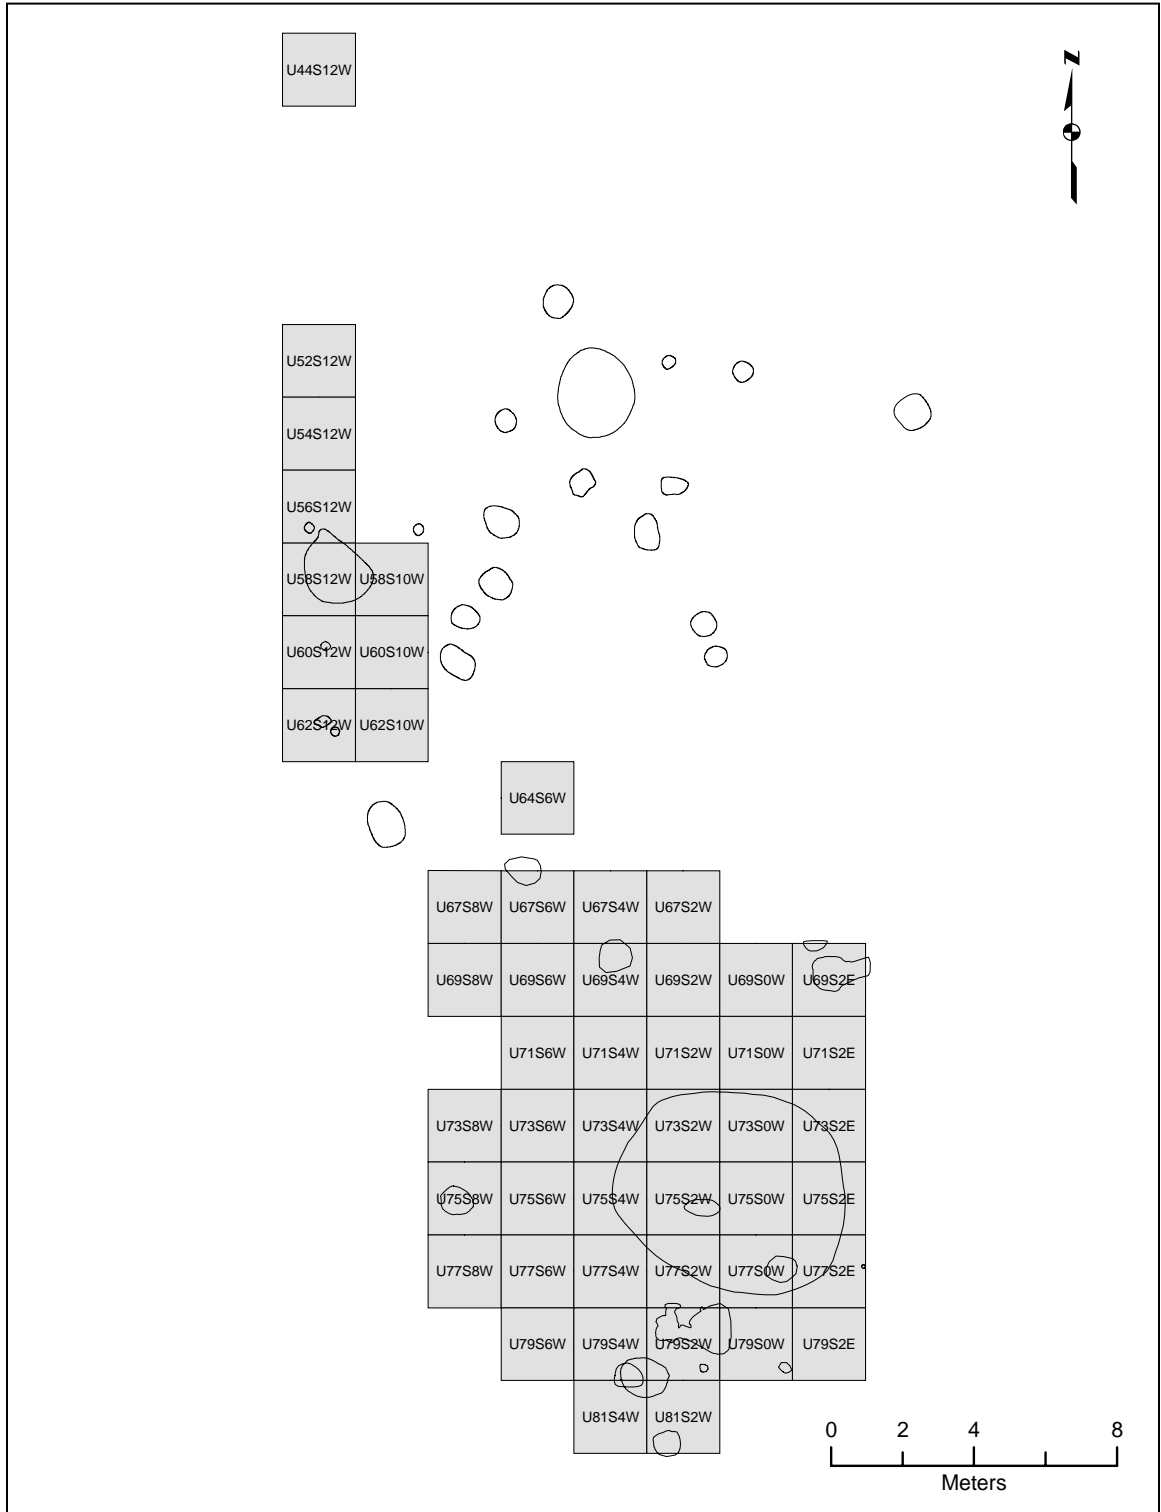 N
U44S12W
U52S12W
U54S12W
U56S12W
U58S12W U58S10W
U60S12W U60S10W
U62S12W U62S10W
U64S6W
U67S8W U67S6W U67S4W U67S2W
U69S8W U69S6W U69S4W U69S2W U69S0W U69S2E
U71S6W U71S4W U71S2W U71S0W U71S2E
U73S8W U73S6W U73S4W U73S2W U73S0W U73S2E
U75S8W U75S6W U75S4W U75S2W U75S0W U75S2E
U77S8W U77S6W U77S4W U77S2W U77S0W U77S2E
U79S6W U79S4W U79S2W U79S0W U79S2E
U81S4W U81S2W
0 2 4 8
Meters